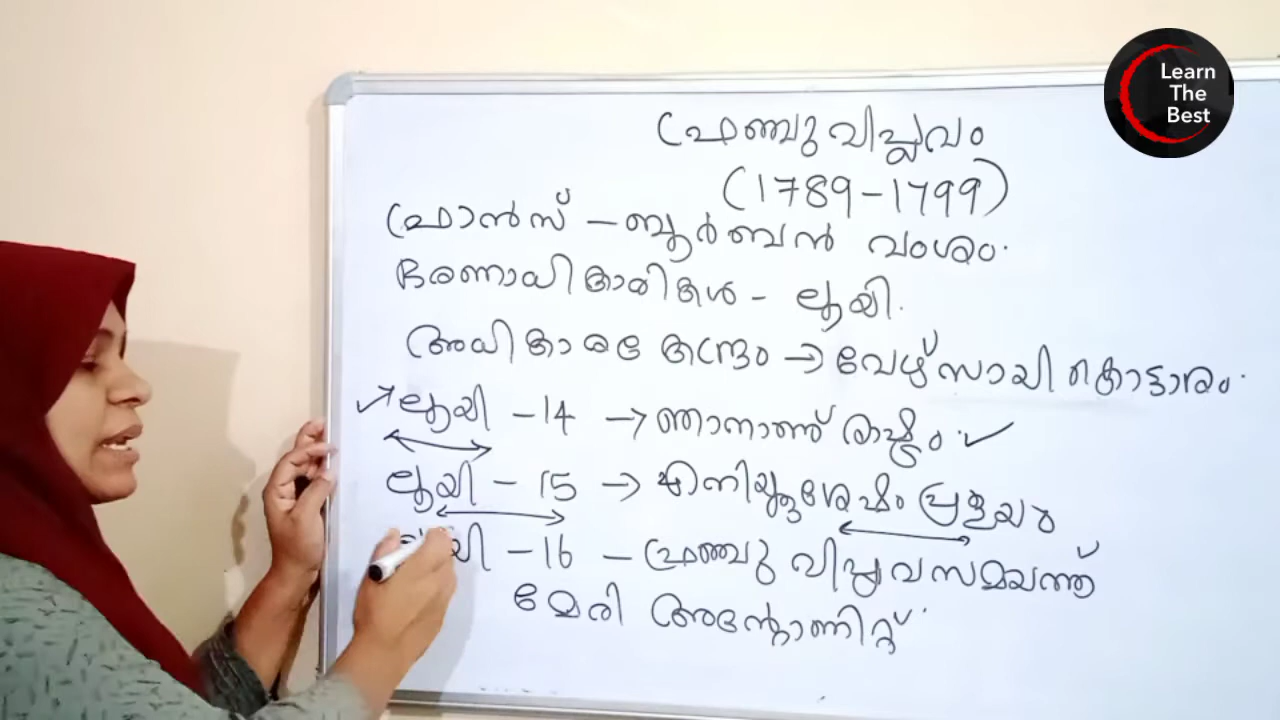 ഫ്രഞ്ചു വിപ്ലവം
(1789-1799)
ഫ്രാൻസ് - ബൂർബൻ വംശം.
ഭരണാധികാരികൾ - ലൂയി.
അധികാര കേന്ദ്രം → വേഴ്സായി കൊട്ടാരം.
ലൂയി - 14 → ഞാനാണ് രാഷ്ട്രം.
ലൂയി - 15 → എനിയ്ക്കുശേഷം പ്രളയം
ലൂയി - 16 - ഫ്രഞ്ചു വിപ്ലവസമയത്ത്
മേരി അന്റോണിറ്റ്.
Learn
The
Best